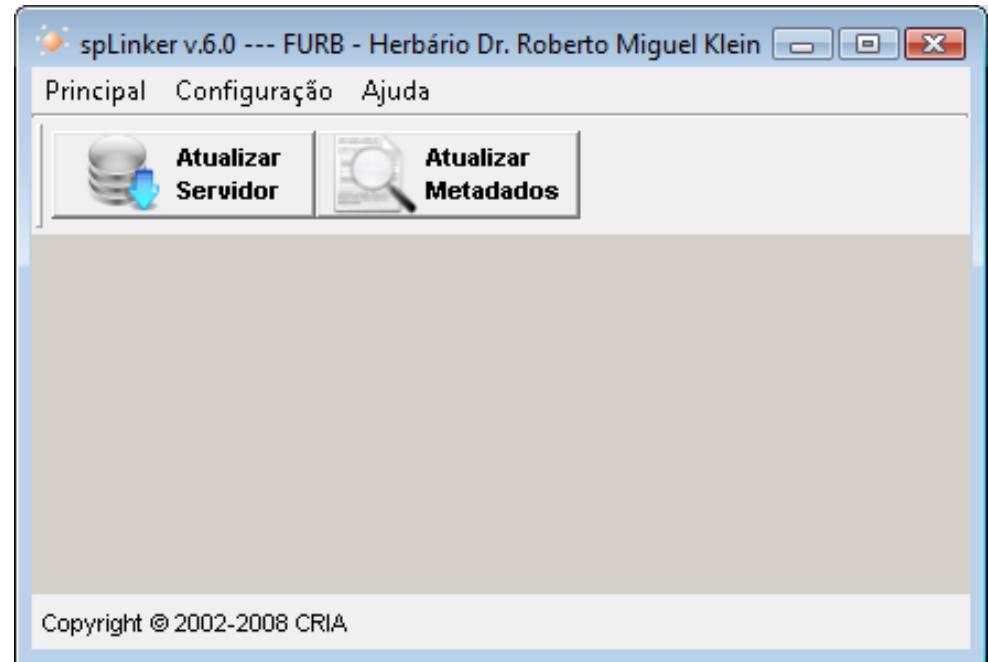 spLinker v.6.0 --- FURB - Herbário Dr. Roberto Miguel Klein
Principal Configuração Ajuda
Atualizar
Servidor
Atualizar
Metadados
Copyright © 2002-2008 CRIA